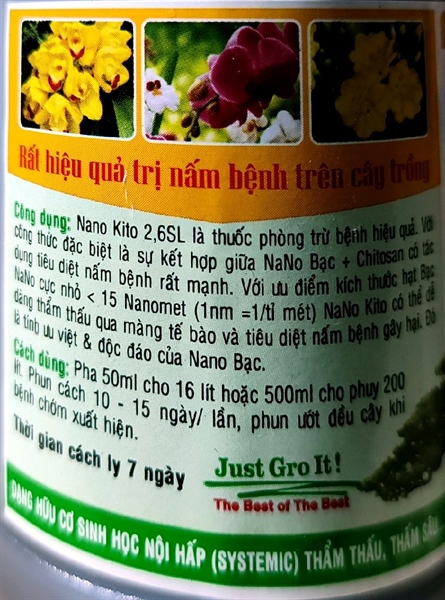 Rất hiệu quả trị nấm bệnh trên cây trồng
Công dụng: Nano Kito 2,6SL là thuốc phòng trừ bệnh hiệu quả. Với
công thức đặc biệt là sự kết hợp giữa NaNo Bạc + Chitosan có tác
dụng tiêu diệt nấm bệnh rất mạnh. Với ưu điểm kích thước hạt Bạc
NaNo cực nhỏ < 15 Nanomet (1nm =1/tỉ mét) NaNo Kito có thể dễ
dàng thẩm thấu qua màng tế bào và tiêu diệt nấm bệnh gây hại. Đó
là tính ưu việt & độc đáo của Nano Bạc.
Cách dùng: Pha 50ml cho 16 lít hoặc 500ml cho phuy 200
lít. Phun cách 10 - 15 ngày/ lần, phun ướt đều cây khi
bệnh chớm xuất hiện.
Thời gian cách ly 7 ngày
Just Gro It!
The Best of The Best
DẠNG HỮU CƠ SINH HỌC NỘI HẤP (SYSTEMIC) THẨM THẤU, THẤM SÂU